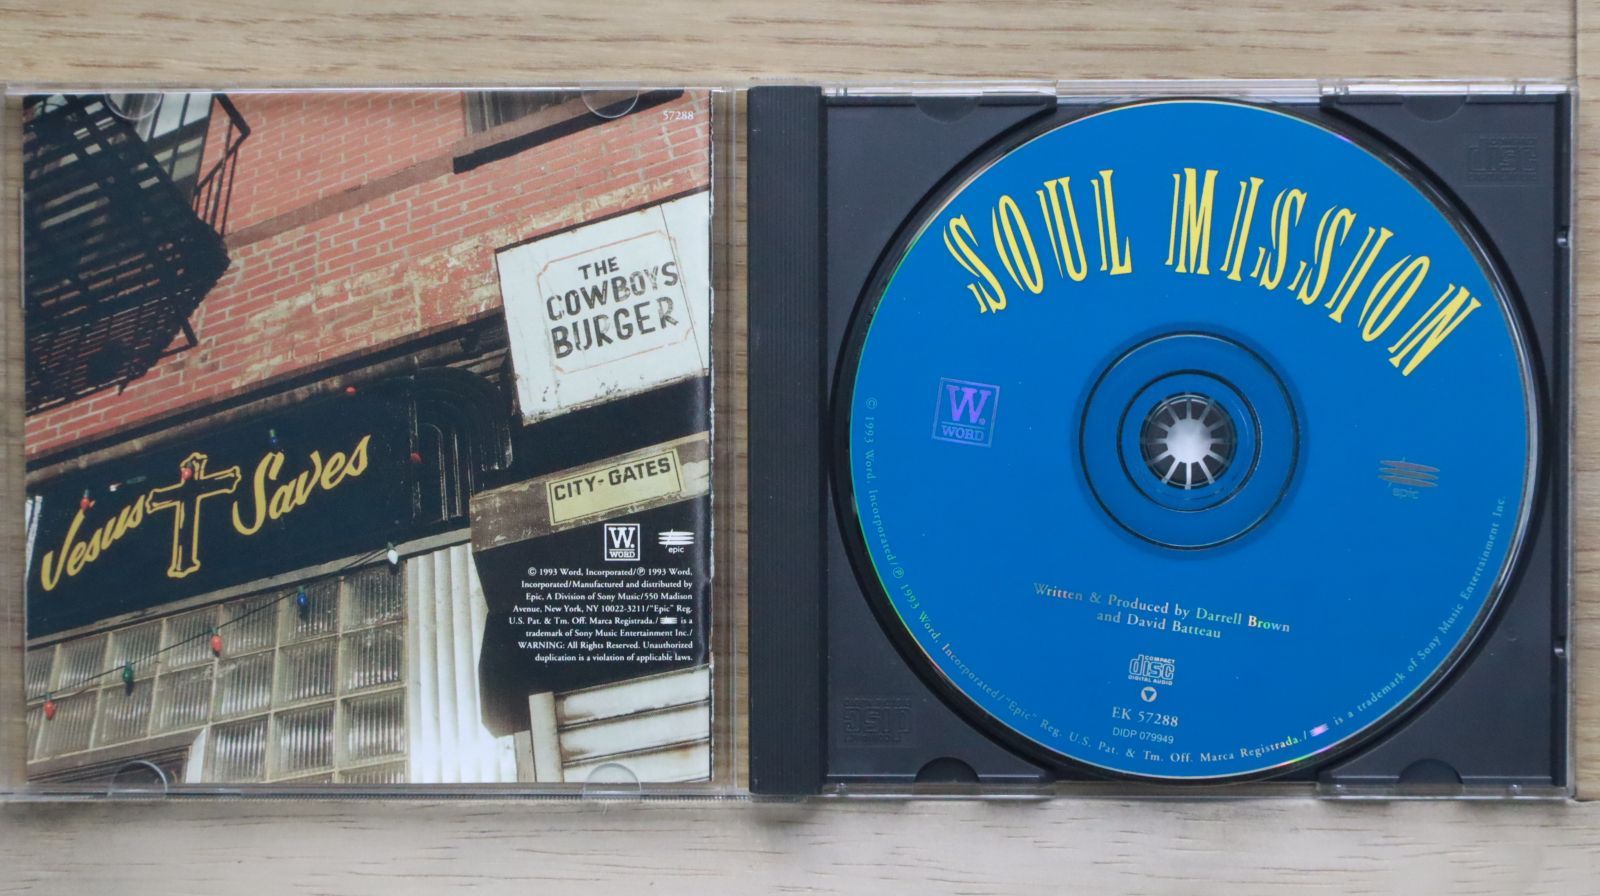 57288
THE
COWBOYS
BURGER
Jesus Saves
CITY-GATES
W.
WORD
epic
© 1993 Word, Incorporated/℗ 1993 Word,
Incorporated/Manufactured and distributed by
Epic, A Division of Sony Music/550 Madison
Avenue, New York, NY 10022-3211/"Epic" Reg.
U.S. Pat. & Tm. Off. Marca Registrada./ is a
trademark of Sony Music Entertainment Inc./
WARNING: All Rights Reserved. Unauthorized
duplication is a violation of applicable laws.
SOUL MISSION
W.
WORD
epic
Written & Produced by Darrell Brown
and David Batteau
COMPACT
disc
DIGITAL AUDIO
EK 57288
DIDP 079949
© 1993 Word, Incorporated/℗ 1993 Word, Incorporated/"Epic" Reg. U.S. Pat. & Tm. Off. Marca Registrada./ is a trademark of Sony Music Entertainment Inc.
disc
disc